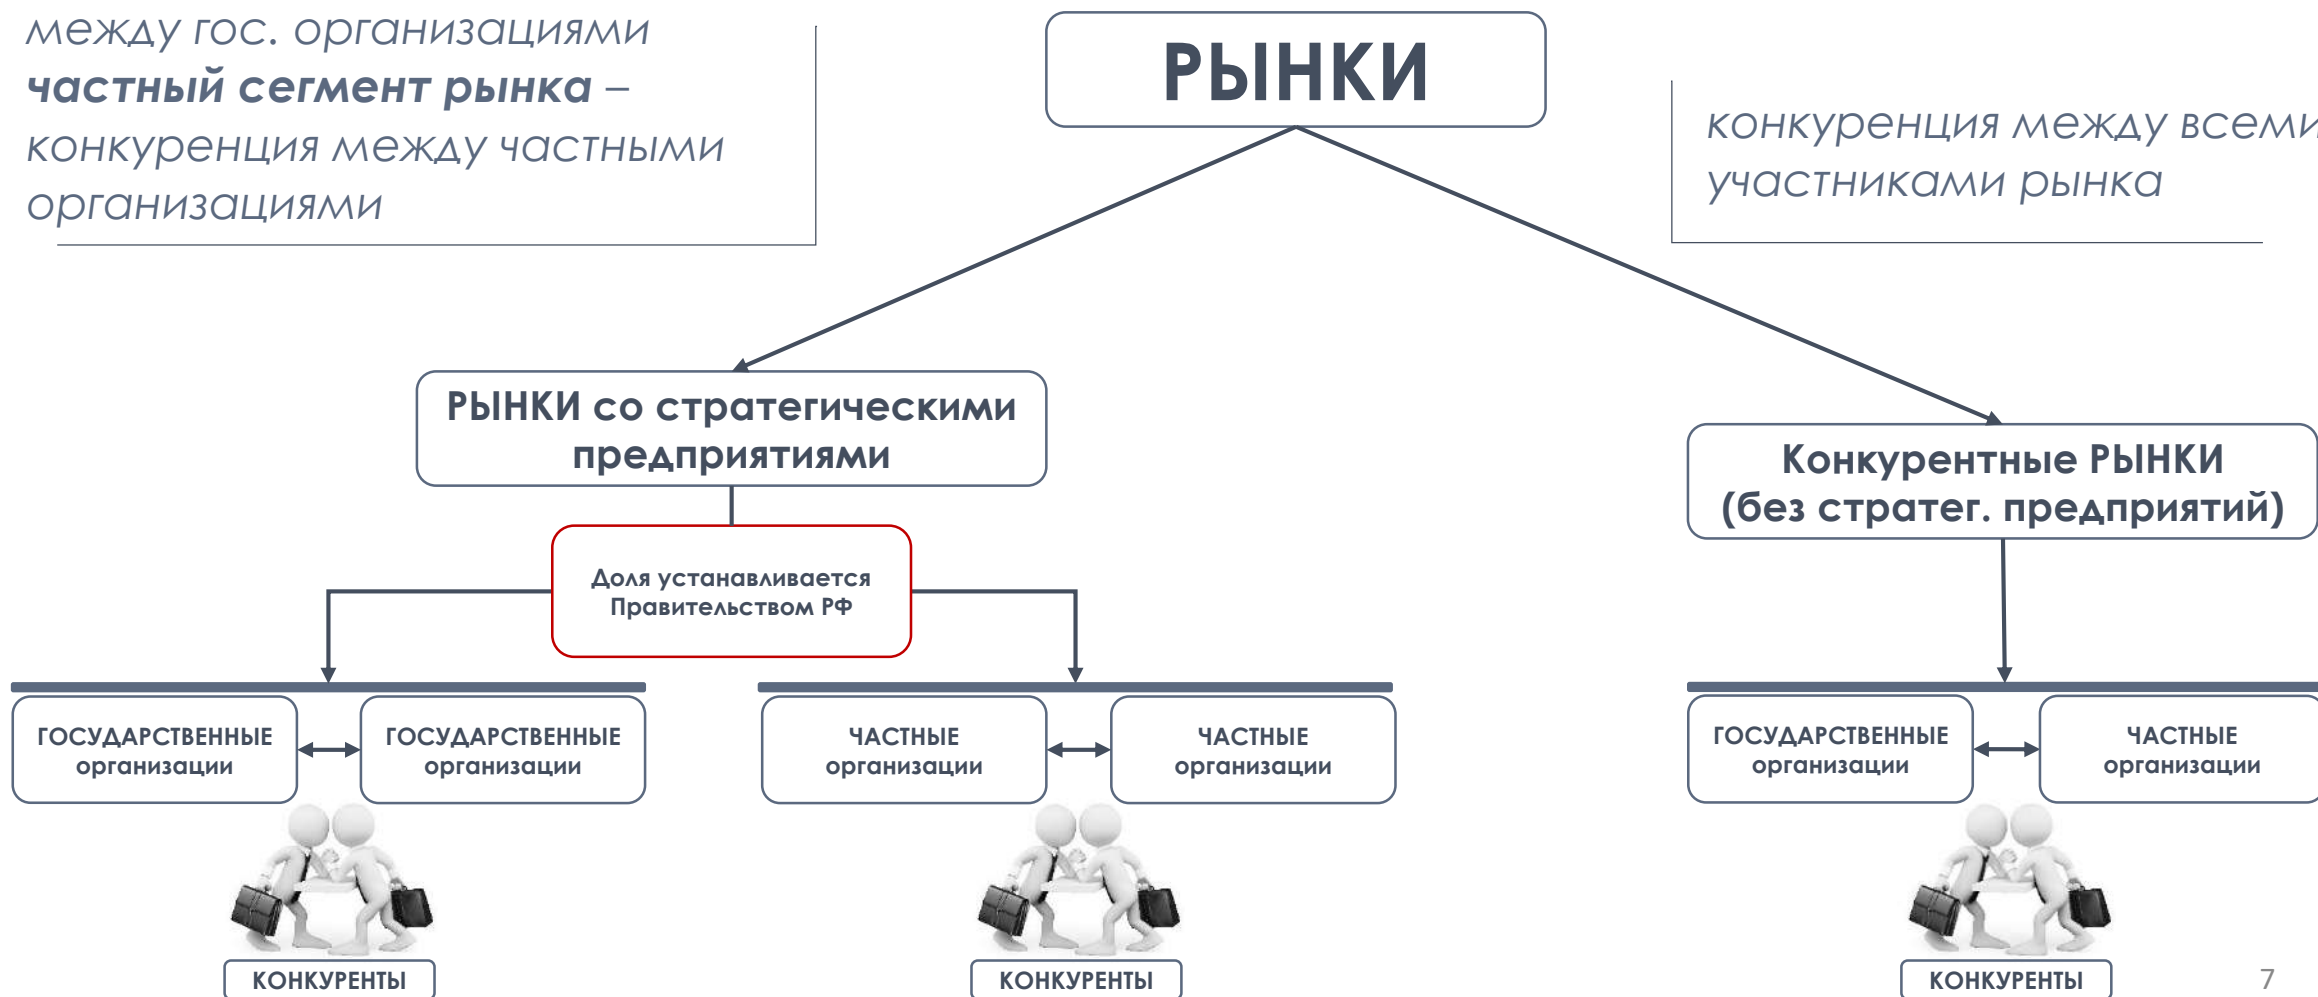 между гос. организациями
частный сегмент рынка –
конкуренция между частными
организациями
РЫНКИ
конкуренция между всеми
участниками рынка
РЫНКИ со стратегическими
предприятиями
Конкурентные РЫНКИ
(без стратег. предприятий)
Доля устанавливается
Правительством РФ
ГОСУДАРСТВЕННЫЕ
организации
ГОСУДАРСТВЕННЫЕ
организации
ЧАСТНЫЕ
организации
ЧАСТНЫЕ
организации
ГОСУДАРСТВЕННЫЕ
организации
ЧАСТНЫЕ
организации
КОНКУРЕНТЫ
КОНКУРЕНТЫ
КОНКУРЕНТЫ
7